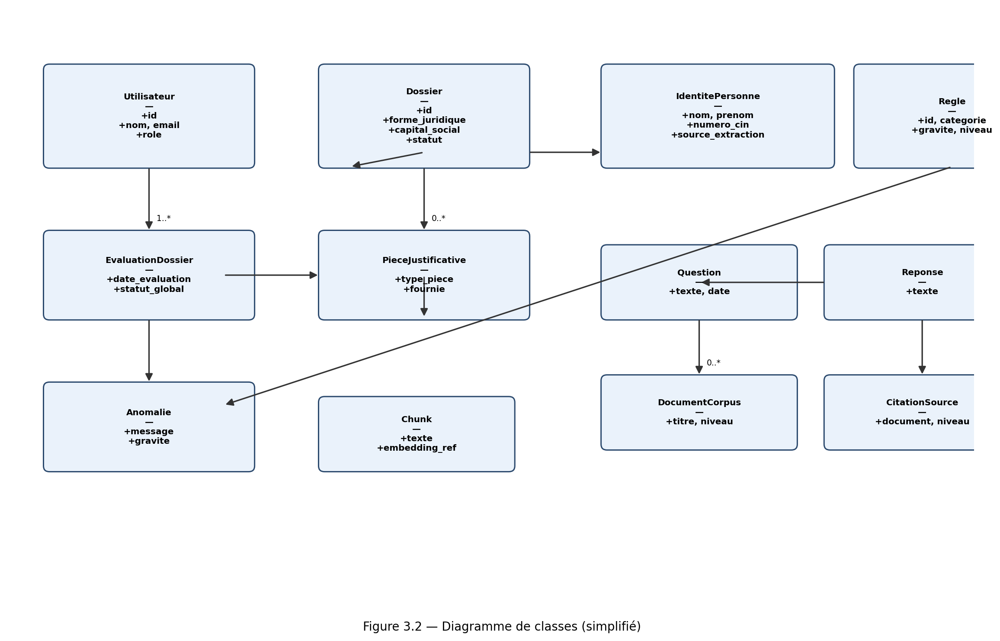 Utilisateur
—
+id
+nom, email
+role
Dossier
—
+id
+forme_juridique
+capital_social
+statut
IdentitePersonne
—
+nom, prenom
+numero_cin
+source_extraction
Regle
—
+id, categorie
+gravite, niveau
1..*
0..*
EvaluationDossier
—
+date_evaluation
+statut_global
PieceJustificative
—
+type_piece
+fournie
Question
—
+texte, date
Reponse
—
+texte
0..*
Anomalie
—
+message
+gravite
Chunk
—
+texte
+embedding_ref
DocumentCorpus
—
+titre, niveau
CitationSource
—
+document, niveau
Figure 3.2 — Diagramme de classes (simplifié)